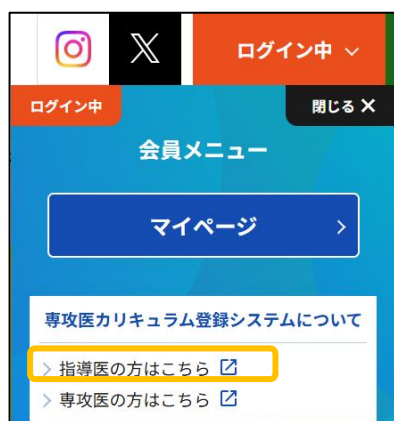 ログイン中
ログイン中
閉じる ×
会員メニュー
マイページ
専攻医カリキュラム登録システムについて
指導医の方はこちら
専攻医の方はこちら